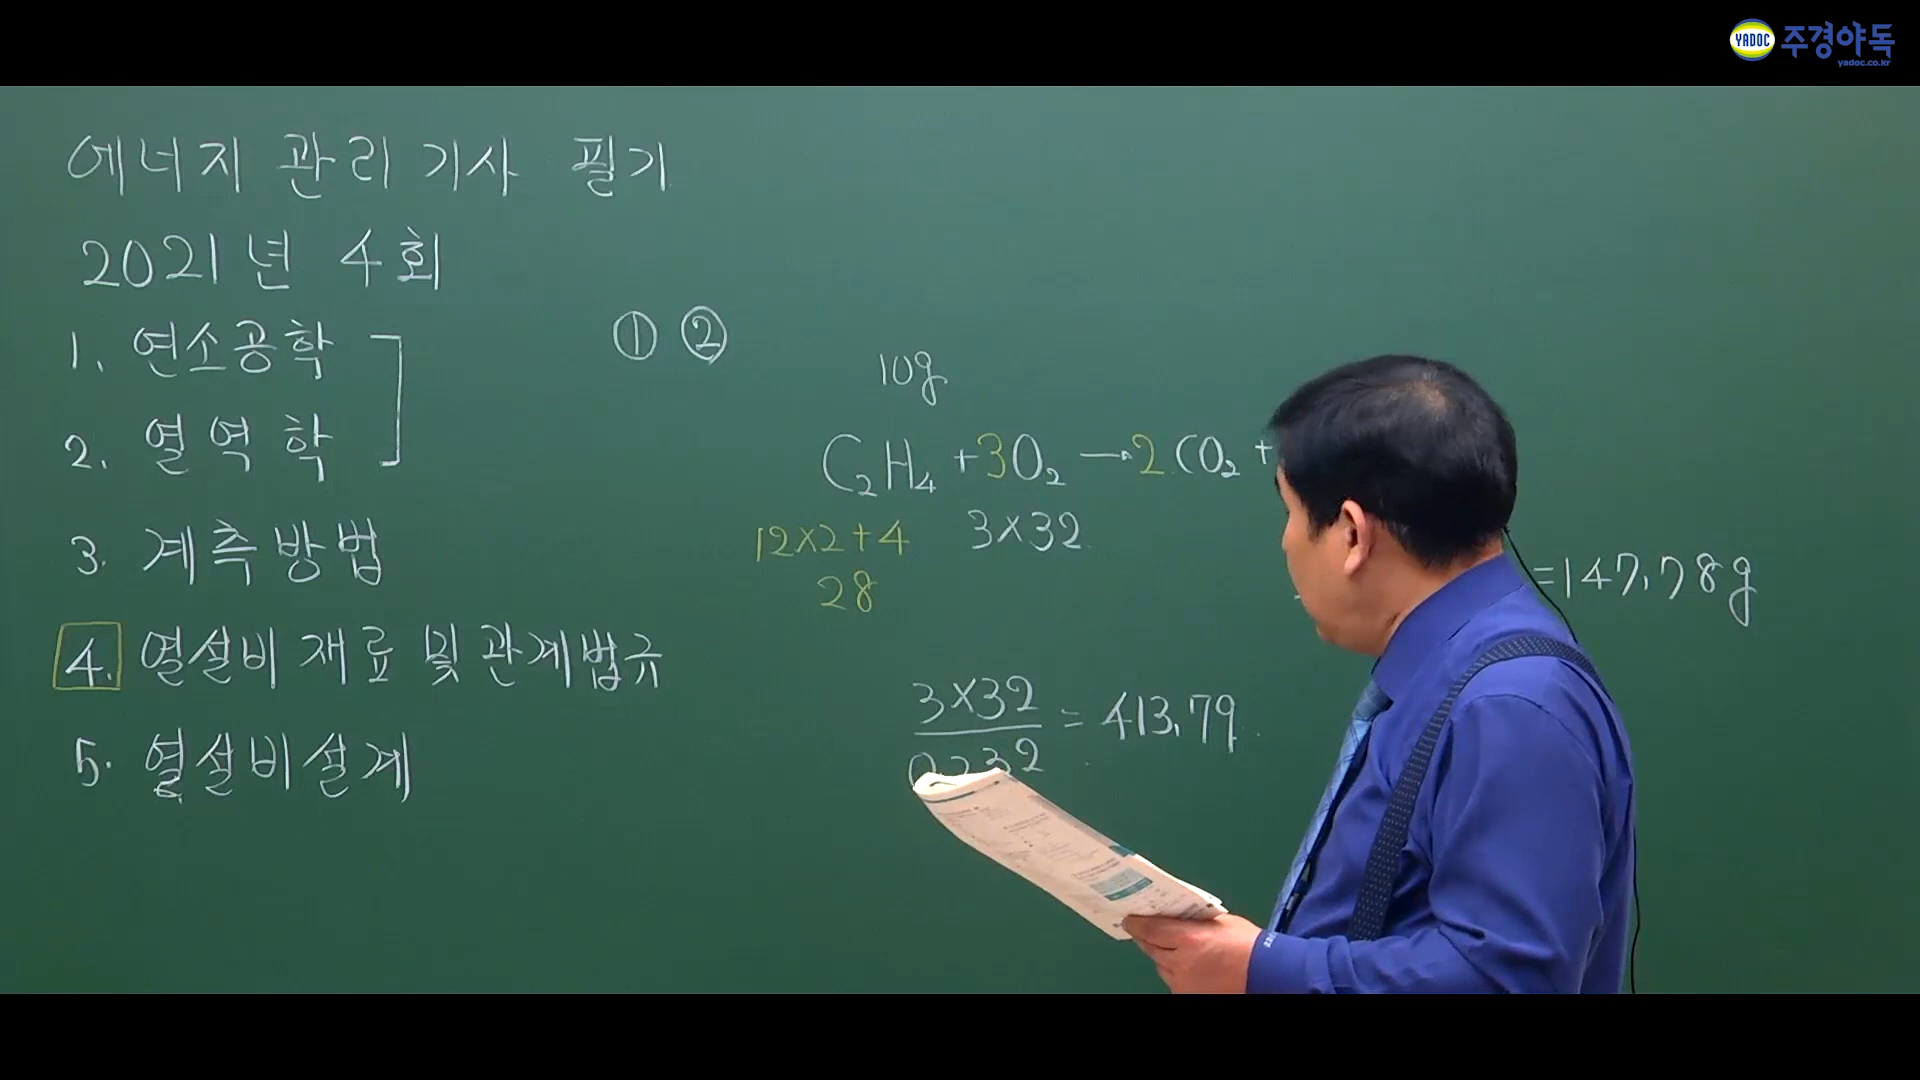 YADOC 주경야독
yadoc.co.kr
에너지 관리기사 필기
2021년 4회
1. 연소공학
2. 열역학
3. 계측방법
4. 열설비 재료 및 관계법규
5. 열설비설계
① ②
10g
C₂H₄ + 3O₂ → 2CO₂ +
12×2+4 3×32
28
=147.78g
3×32
0.232
= 413.79